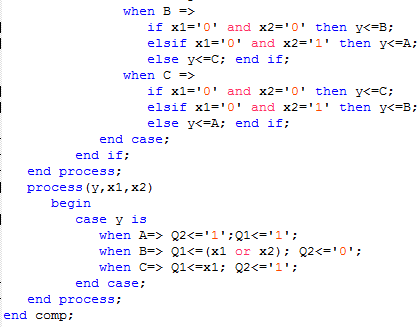 when B =>
if x1='0' and x2='0' then y<=B;
elsif x1='0' and x2='1' then y<=A;
else y<=C; end if;
when C =>
if x1='0' and x2='0' then y<=C;
elsif x1='0' and x2='1' then y<=B;
else y<=A; end if;
end case;
end if;
end process;
process(y,x1,x2)
begin
case y is
when A=> Q2<='1';Q1<='1';
when B=> Q1<=(x1 or x2); Q2<='0';
when C=> Q1<=x1; Q2<='1';
end case;
end process;
end comp;